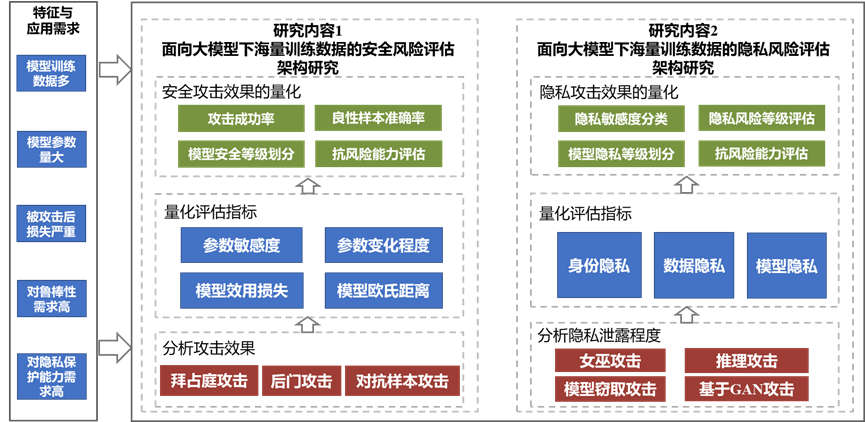 特征与
应用需求
模型训练
数据多
模型参数
量大
被攻击后
损失严重
对鲁棒性
需求高
对隐私保
护能力需
求高
研究内容1
面向大模型下海量训练数据的安全风险评估
架构研究
安全攻击效果的量化
攻击成功率
良性样本准确率
模型安全等级划分
抗风险能力评估
量化评估指标
参数敏感度
参数变化程度
模型效用损失
模型欧氏距离
分析攻击效果
拜占庭攻击
后门攻击
对抗样本攻击
研究内容2
面向大模型下海量训练数据的隐私风险评估
架构研究
隐私攻击效果的量化
隐私敏感度分类
隐私风险等级评估
模型隐私等级划分
抗风险能力评估
量化评估指标
身份隐私
数据隐私
模型隐私
分析隐私泄露程度
女巫攻击
推理攻击
模型窃取攻击
基于GAN攻击